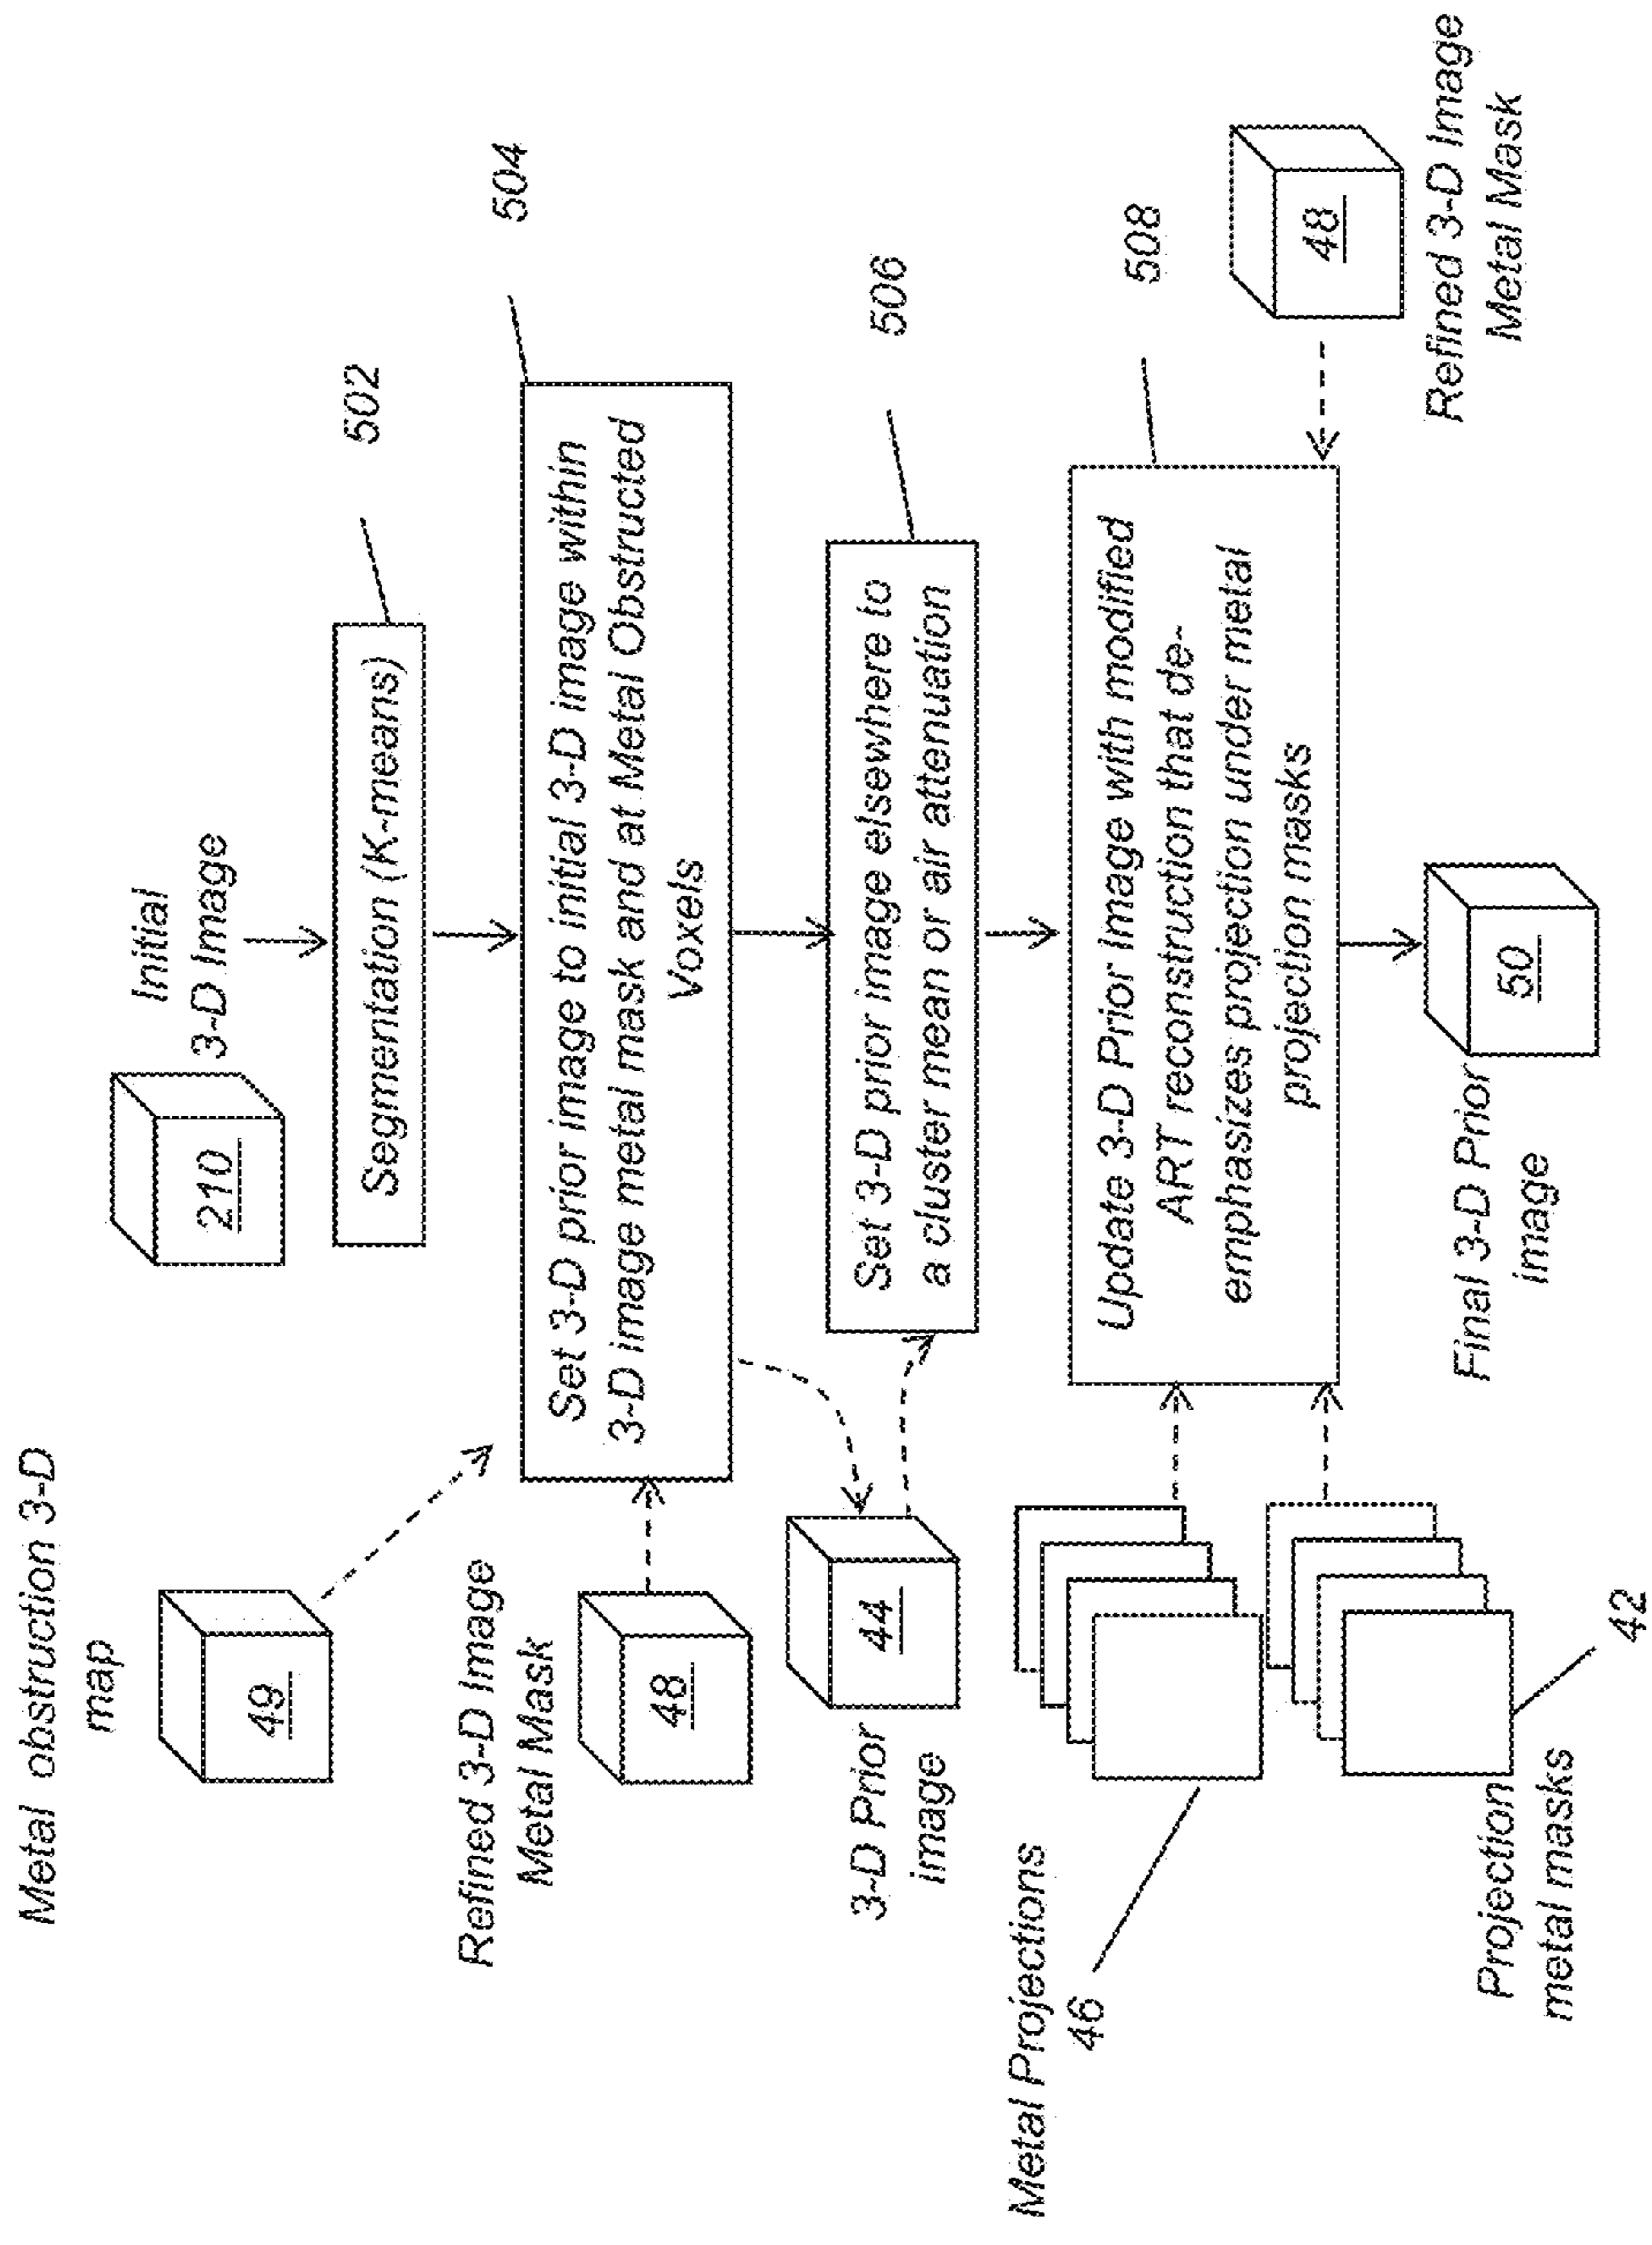 Metal obstruction 3-D
map
49
Initial
3-D Image
210
Segmentation (K-means)
502
504
Set 3-D prior image to initial 3-D image within
3-D image metal mask and at Metal Obstructed
Voxels
Refined 3-D Image
Metal Mask
48
506
Set 3-D prior image elsewhere to
a cluster mean or air attenuation
3-D Prior
image
44
508
Update 3-D Prior Image with modified
ART reconstruction that de-
emphasizes projection under metal
projection masks
Metal Projections
46
Projection
metal masks
42
48
Refined 3-D Image
Metal Mask
Final 3-D Prior
image
50